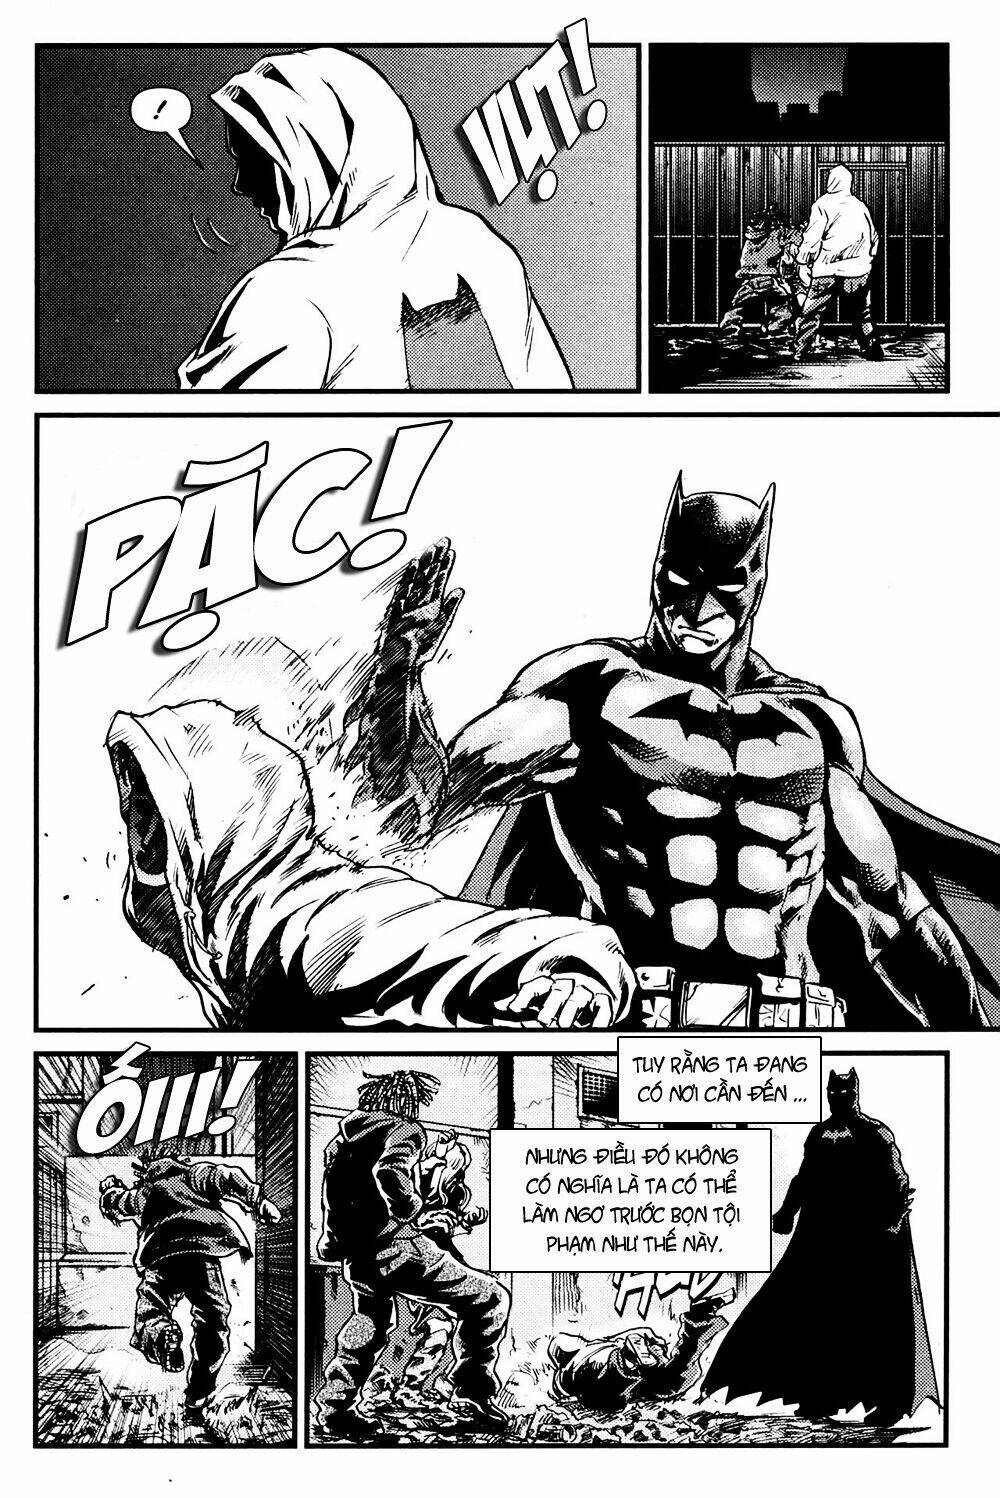 !
VỤT!
PẶC!
ỐIII!
TUY RẰNG TA ĐANG
CÓ NƠI CẦN ĐẾN ...
NHƯNG ĐIỀU ĐÓ KHÔNG
CÓ NGHĨA LÀ TA CÓ THỂ
LÀM NGƠ TRƯỚC BỌN TỘI
PHẠM NHƯ THẾ NÀY.